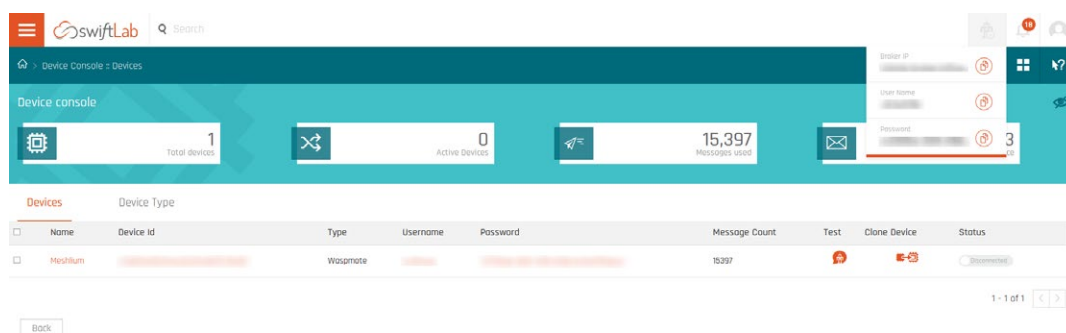 swiftLab Search 18
> Device Console :: Devices ?
Broker IP
User Name
Password
Device console
1
Total devices
0
Active Devices
15,397
Messages used
3
ce
Devices Device Type
Name Device Id Type Username Password Message Count Test Clone Device Status
Meshlium Waspmote 15397 Disconnected
1 - 1 of 1 < >
Back